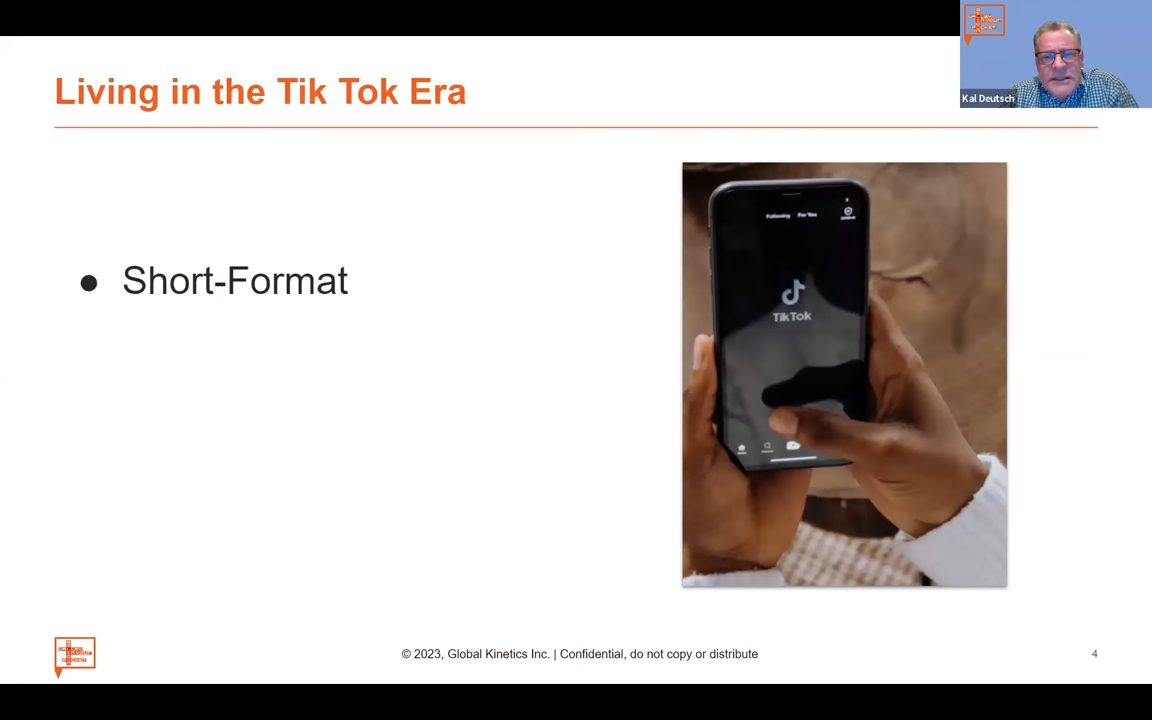 Living in the Tik Tok Era
Kal Deutsch
● Short-Format
Following For You
TikTok
© 2023, Global Kinetics Inc. | Confidential, do not copy or distribute
4